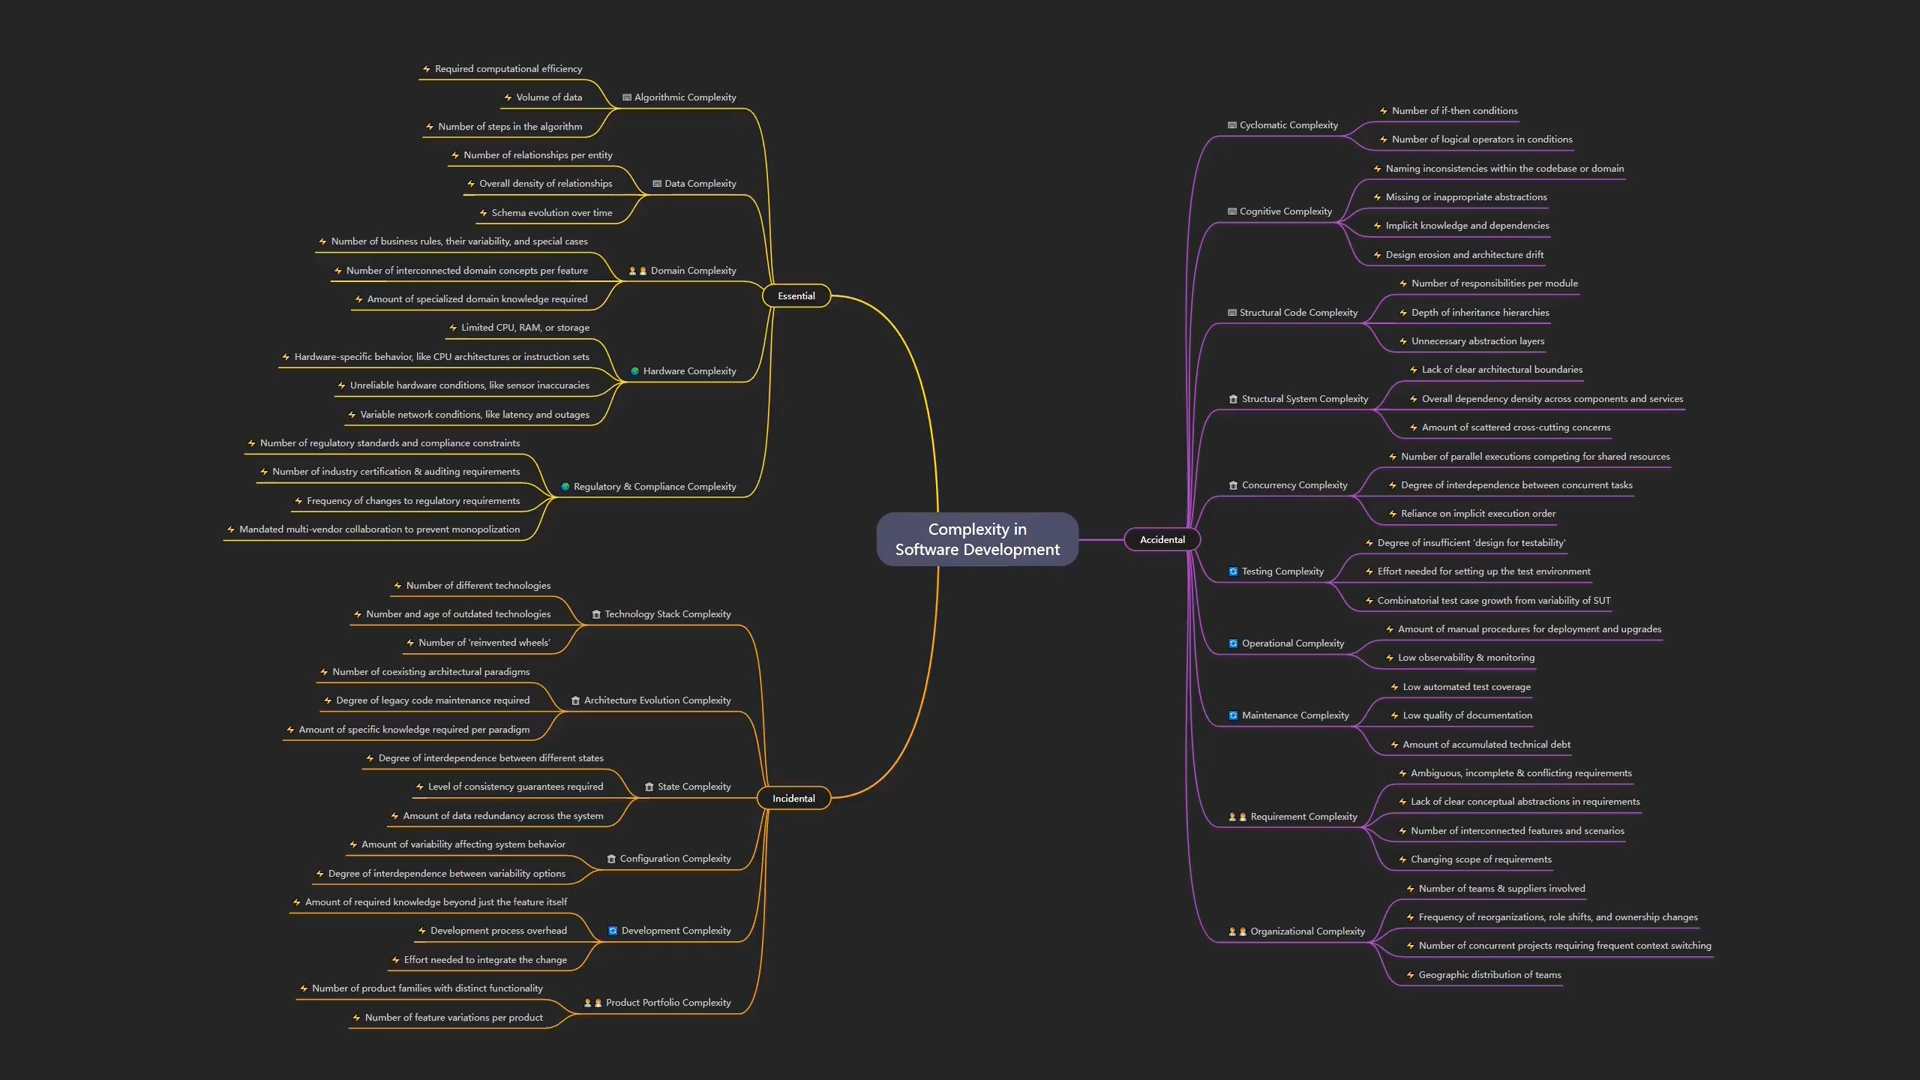 Complexity in
Software Development
Essential
Algorithmic Complexity
Required computational efficiency
Volume of data
Number of steps in the algorithm
Data Complexity
Number of relationships per entity
Overall density of relationships
Schema evolution over time
Domain Complexity
Number of business rules, their variability, and special cases
Number of interconnected domain concepts per feature
Amount of specialized domain knowledge required
Hardware Complexity
Limited CPU, RAM, or storage
Hardware-specific behavior, like CPU architectures or instruction sets
Unreliable hardware conditions, like sensor inaccuracies
Variable network conditions, like latency and outages
Regulatory & Compliance Complexity
Number of regulatory standards and compliance constraints
Number of industry certification & auditing requirements
Frequency of changes to regulatory requirements
Mandated multi-vendor collaboration to prevent monopolization
Incidental
Technology Stack Complexity
Number of different technologies
Number and age of outdated technologies
Number of 'reinvented wheels'
Architecture Evolution Complexity
Number of coexisting architectural paradigms
Degree of legacy code maintenance required
Amount of specific knowledge required per paradigm
State Complexity
Degree of interdependence between different states
Level of consistency guarantees required
Amount of data redundancy across the system
Configuration Complexity
Amount of variability affecting system behavior
Degree of interdependence between variability options
Development Complexity
Amount of required knowledge beyond just the feature itself
Development process overhead
Effort needed to integrate the change
Product Portfolio Complexity
Number of product families with distinct functionality
Number of feature variations per product
Accidental
Cyclomatic Complexity
Number of if-then conditions
Number of logical operators in conditions
Cognitive Complexity
Naming inconsistencies within the codebase or domain
Missing or inappropriate abstractions
Implicit knowledge and dependencies
Design erosion and architecture drift
Structural Code Complexity
Number of responsibilities per module
Depth of inheritance hierarchies
Unnecessary abstraction layers
Structural System Complexity
Lack of clear architectural boundaries
Overall dependency density across components and services
Amount of scattered cross-cutting concerns
Concurrency Complexity
Number of parallel executions competing for shared resources
Degree of interdependence between concurrent tasks
Reliance on implicit execution order
Testing Complexity
Degree of insufficient 'design for testability'
Effort needed for setting up the test environment
Combinatorial test case growth from variability of SUT
Operational Complexity
Amount of manual procedures for deployment and upgrades
Low observability & monitoring
Maintenance Complexity
Low automated test coverage
Low quality of documentation
Amount of accumulated technical debt
Requirement Complexity
Ambiguous, incomplete & conflicting requirements
Lack of clear conceptual abstractions in requirements
Number of interconnected features and scenarios
Changing scope of requirements
Organizational Complexity
Number of teams & suppliers involved
Frequency of reorganizations, role shifts, and ownership changes
Number of concurrent projects requiring frequent context switching
Geographic distribution of teams